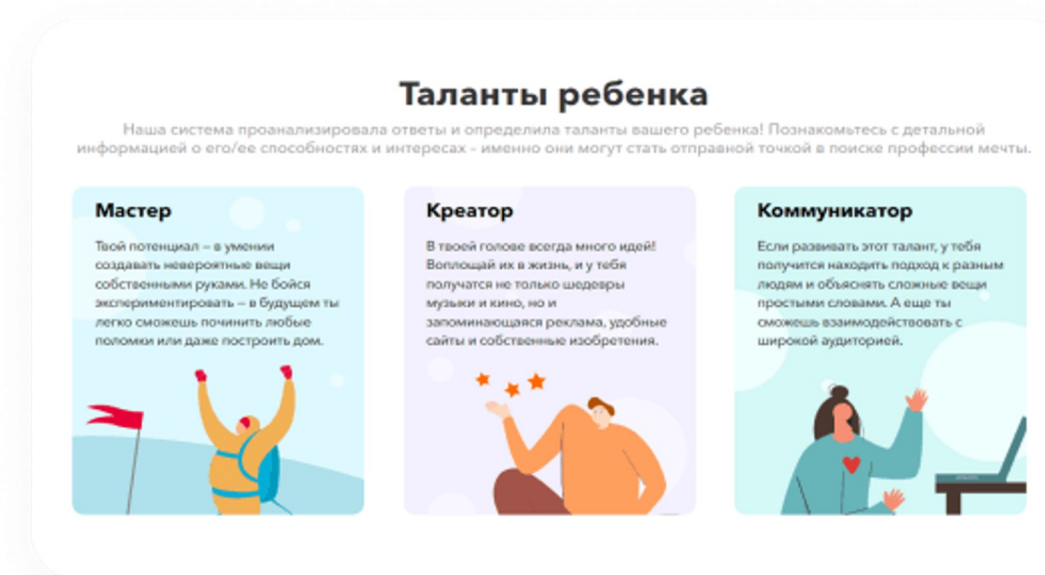 Таланты ребенка
Наша система проанализировала ответы и определила таланты вашего ребенка! Познакомьтесь с детальной
информацией о его/ее способностях и интересах - именно они могут стать отправной точкой в поиске профессии мечты.
Мастер
Твой потенциал – в умении
создавать невероятные вещи
собственными руками. Не бойся
экспериментировать – в будущем ты
легко сможешь починить любые
поломки или даже построить дом.
Креатор
В твоей голове всегда много идей!
Воплощай их в жизнь, и у тебя
получатся не только шедевры
музыки и кино, но и
запоминающаяся реклама, удобные
сайты и собственные изобретения.
Коммуникатор
Если развивать этот талант, у тебя
получится находить подход к разным
людям и объяснять сложные вещи
простыми словами. А еще ты
сможешь взаимодействовать с
широкой аудиторией.